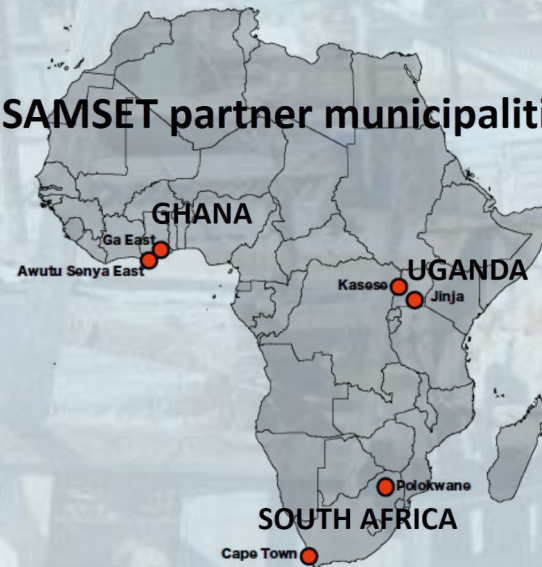 SAMSET partner municipaliti
GHANA
Ga East
Awutu Senya East
UGANDA
Kasese
Jinja
Polokwane
SOUTH AFRICA
Cape Town